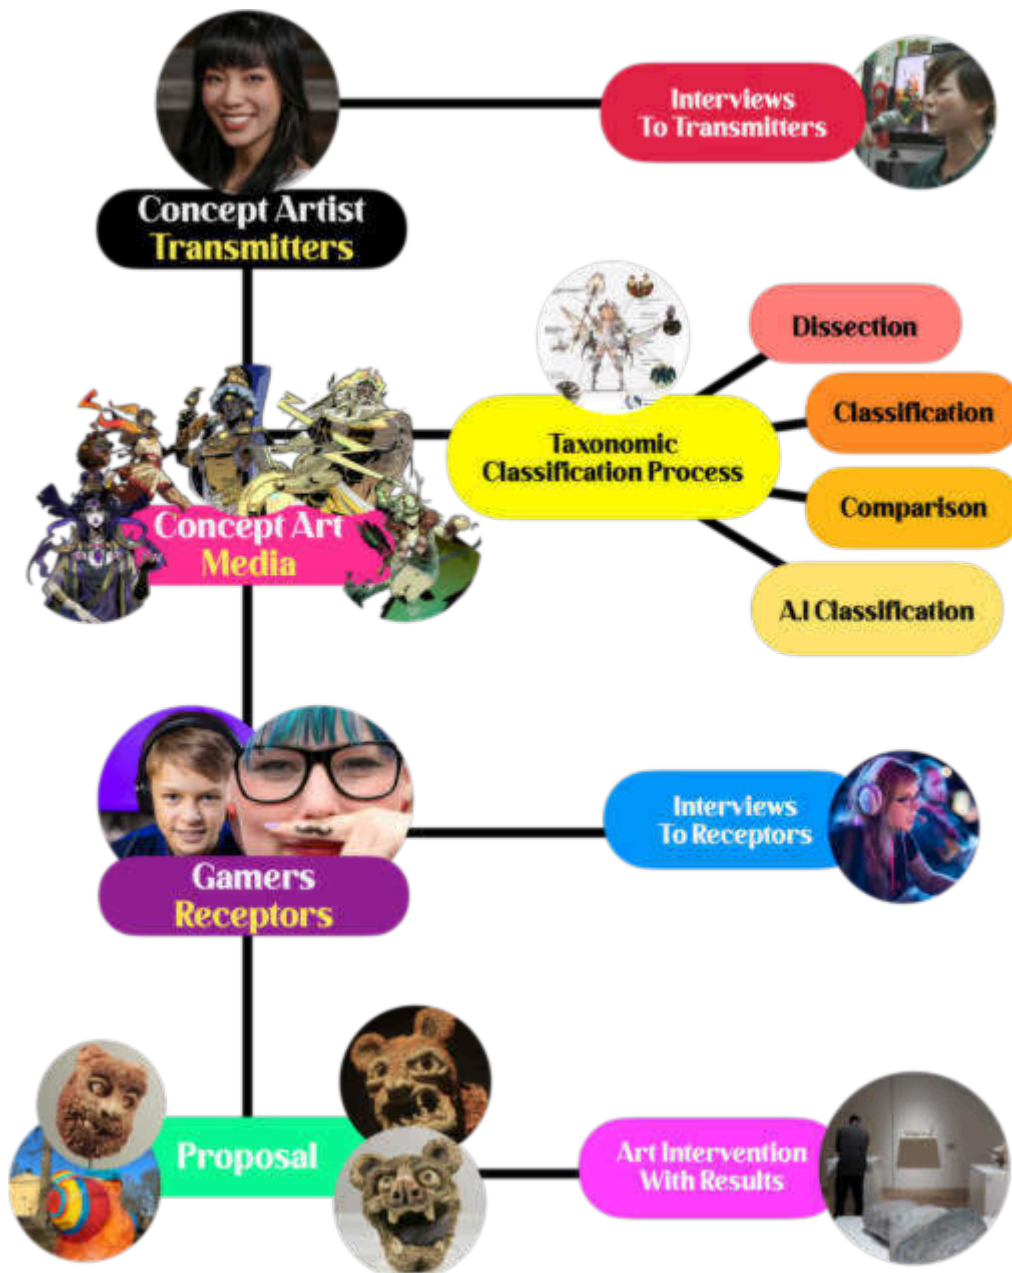 Interviews
To Transmitters
Concept Artist
Transmitters
Dissection
Classification
Taxonomic
Classification Process
Comparison
Concept Art
Media
A.I Classification
Interviews
To Receptors
Gamers
Receptors
Proposal
Art Intervention
With Results